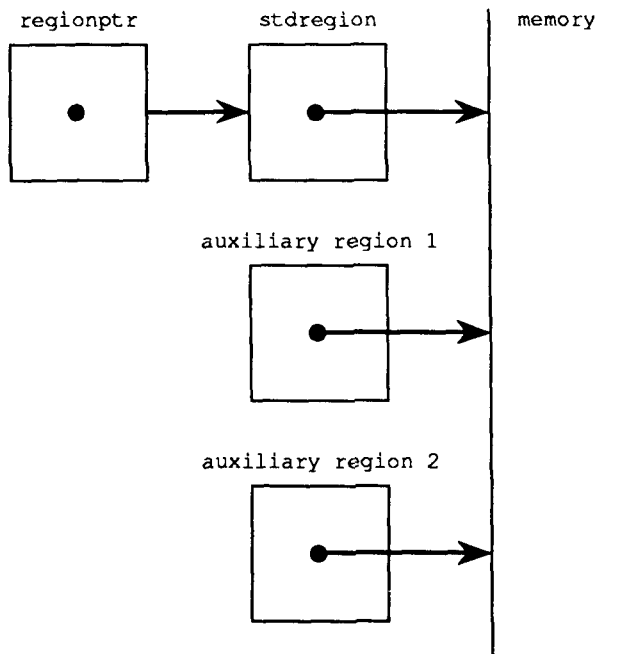 regionptr
stdregion
memory
auxiliary region 1
auxiliary region 2